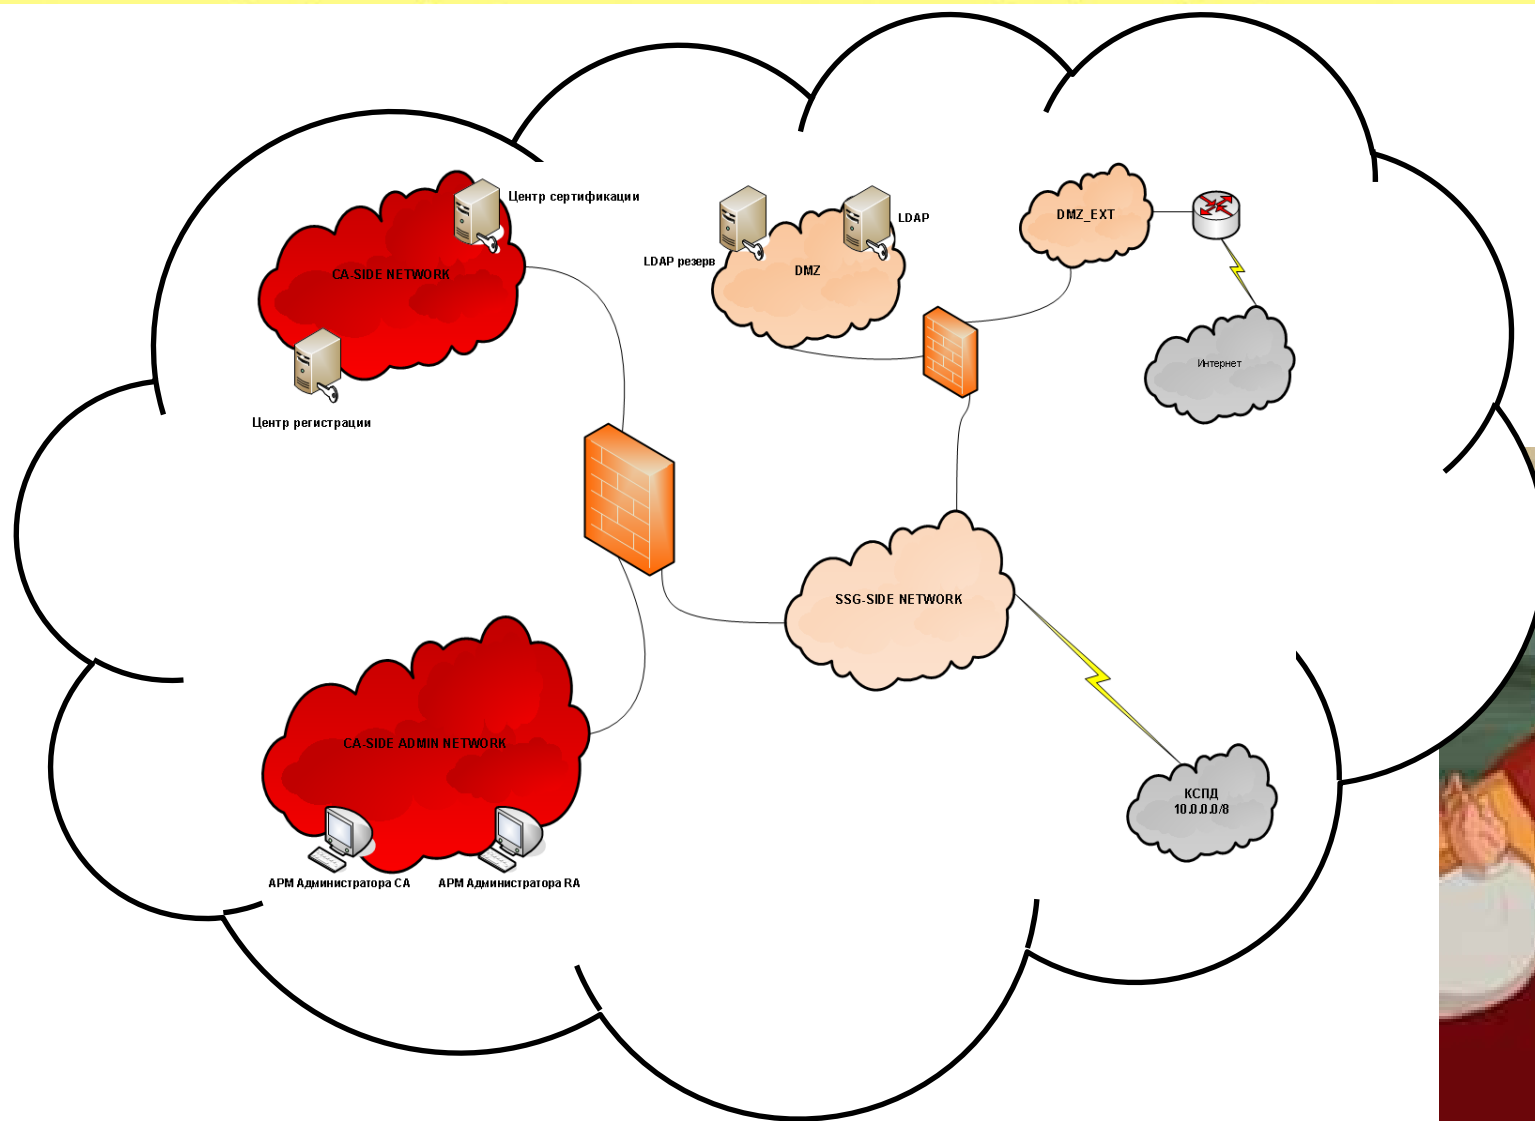 Центр сертификации
CA-SIDE NETWORK
Центр регистрации
LDAP
LDAP резерв
DMZ
DMZ_EXT
Интернет
SSG-SIDE NETWORK
CA-SIDE ADMIN NETWORK
АРМ Администратора CA
АРМ Администратора RA
КСПД
10.0.0.0/8